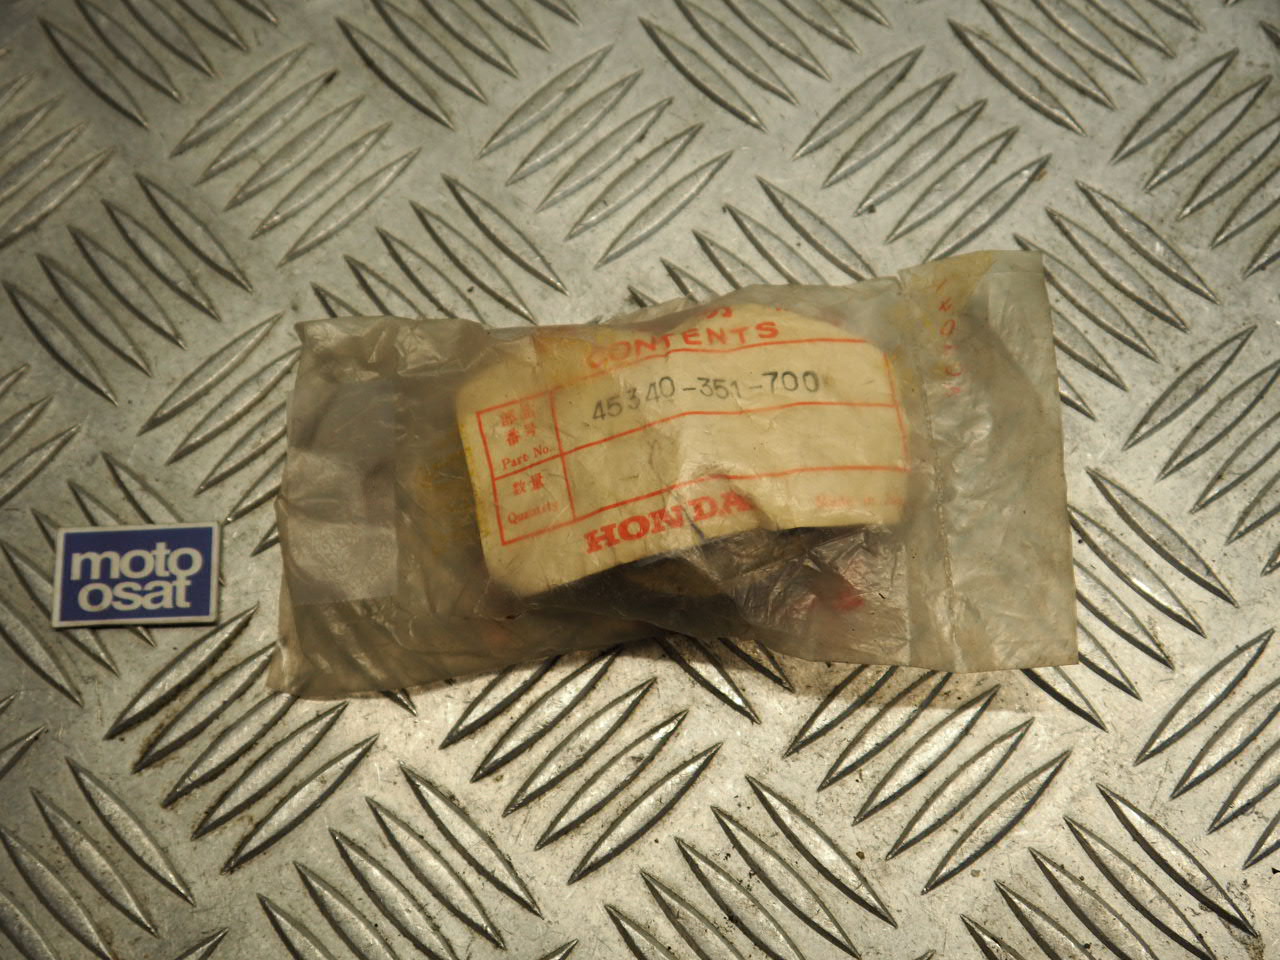 CONTENTS
部品
番号
Part No.
45340-351-700
数量
Quantity
HONDA
moto
osat